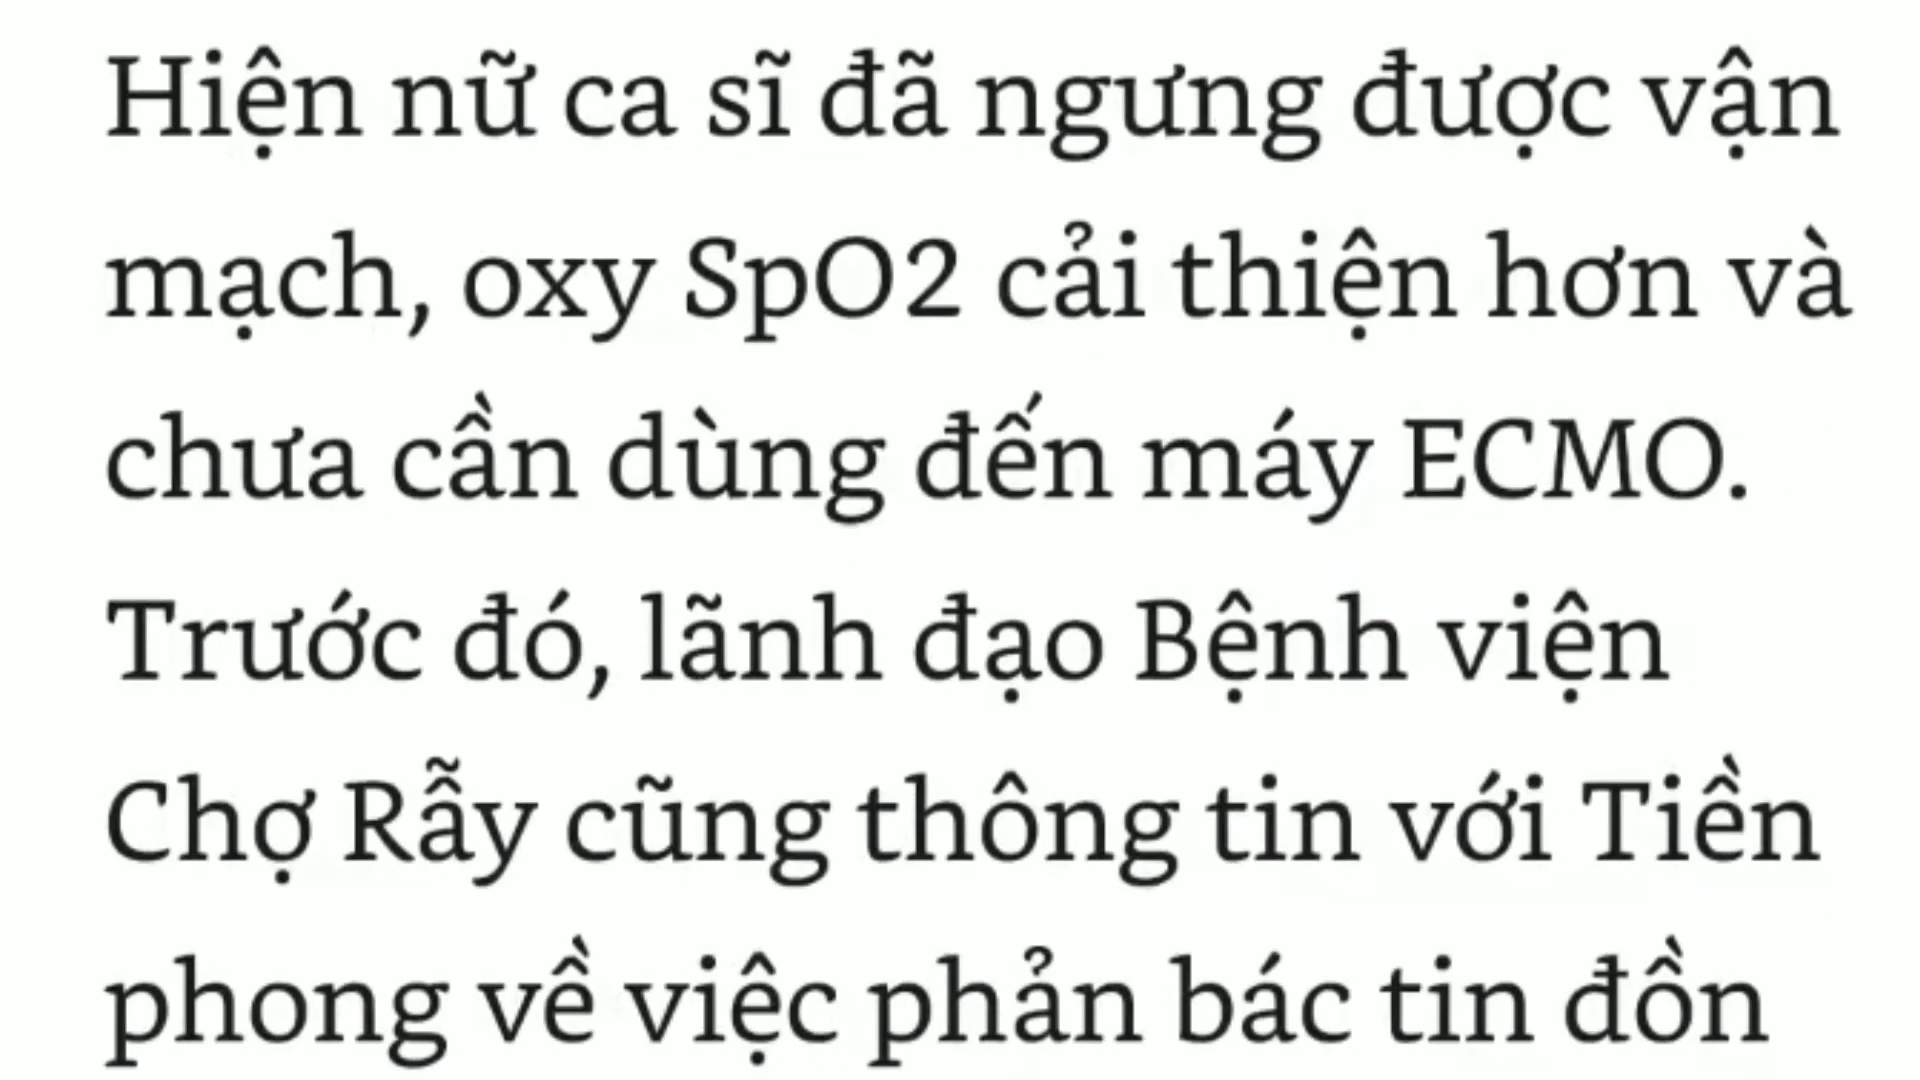 Hiện nữ ca sĩ đã ngưng được vận
mạch, oxy SpO2 cải thiện hơn và
chưa cần dùng đến máy ECMO.
Trước đó, lãnh đạo Bệnh viện
Chợ Rẫy cũng thông tin với Tiền
phong về việc phản bác tin đồn